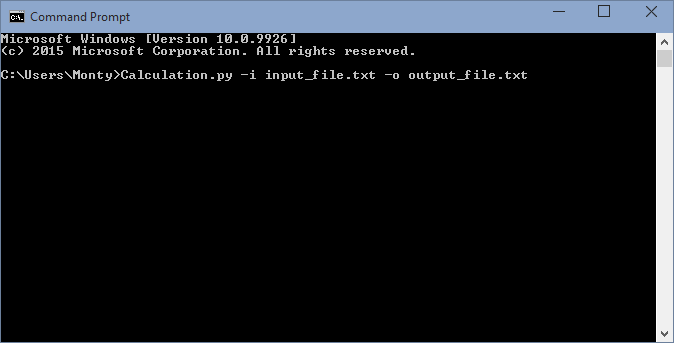 Command Prompt
Microsoft Windows [Version 10.0.9926]
(c) 2015 Microsoft Corporation. All rights reserved.
C:\Users\Monty>Calculation.py -i input_file.txt -o output_file.txt